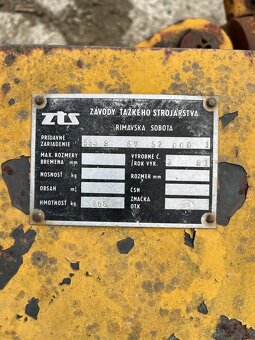 zts
ZÁVODY ŤAŽKÉHO STROJÁRSTVA
RIMAVSKÁ SOBOTA
PRÍDAVNÉ ZARIADENIE
MAX. ROZMERY BREMENA mm
VÝROBNÉ Č. /ROK VÝR.
NOSNOSŤ kg
ROZMER mm
OBSAH m³
ČSN
HMOTNOSŤ kg
ZNAČKA OTK